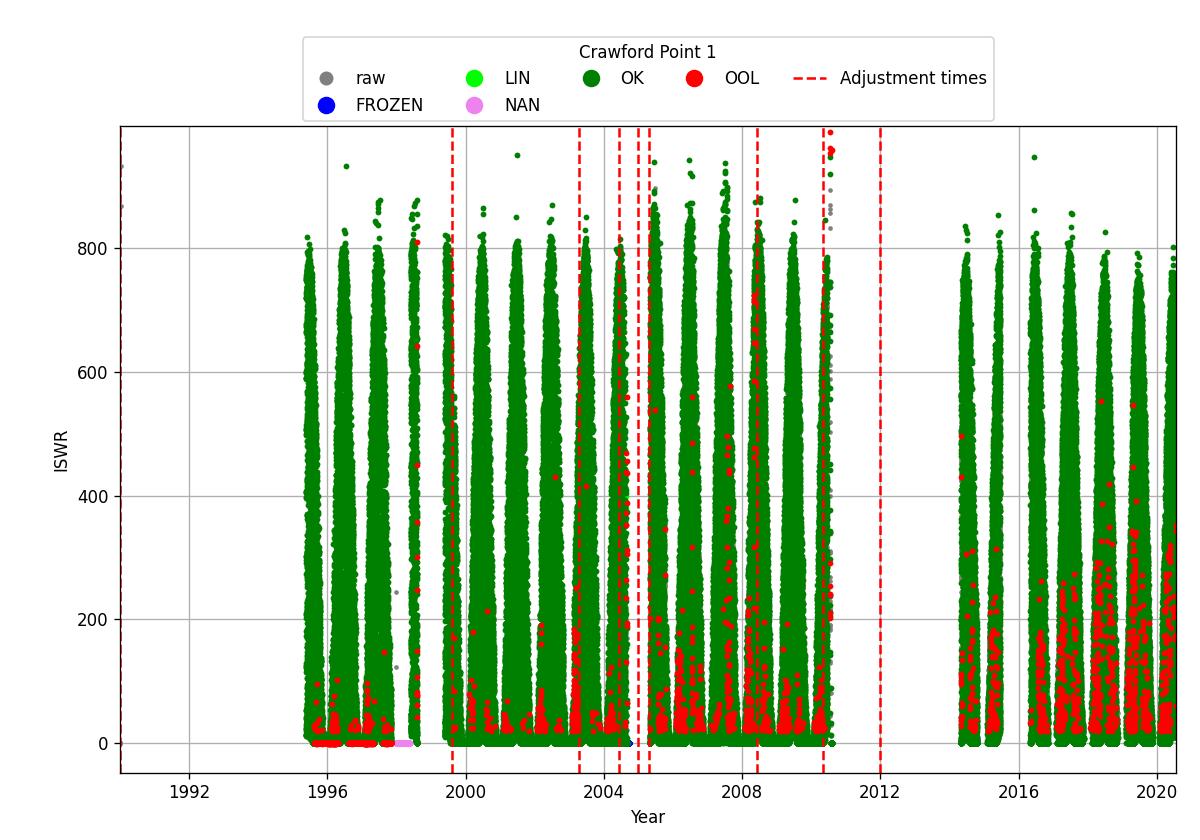 Crawford Point 1
raw LIN OK OOL Adjustment times
FROZEN NAN
800
600
400
200
0
ISWR
1992 1996 2000 2004 2008 2012 2016 2020
Year